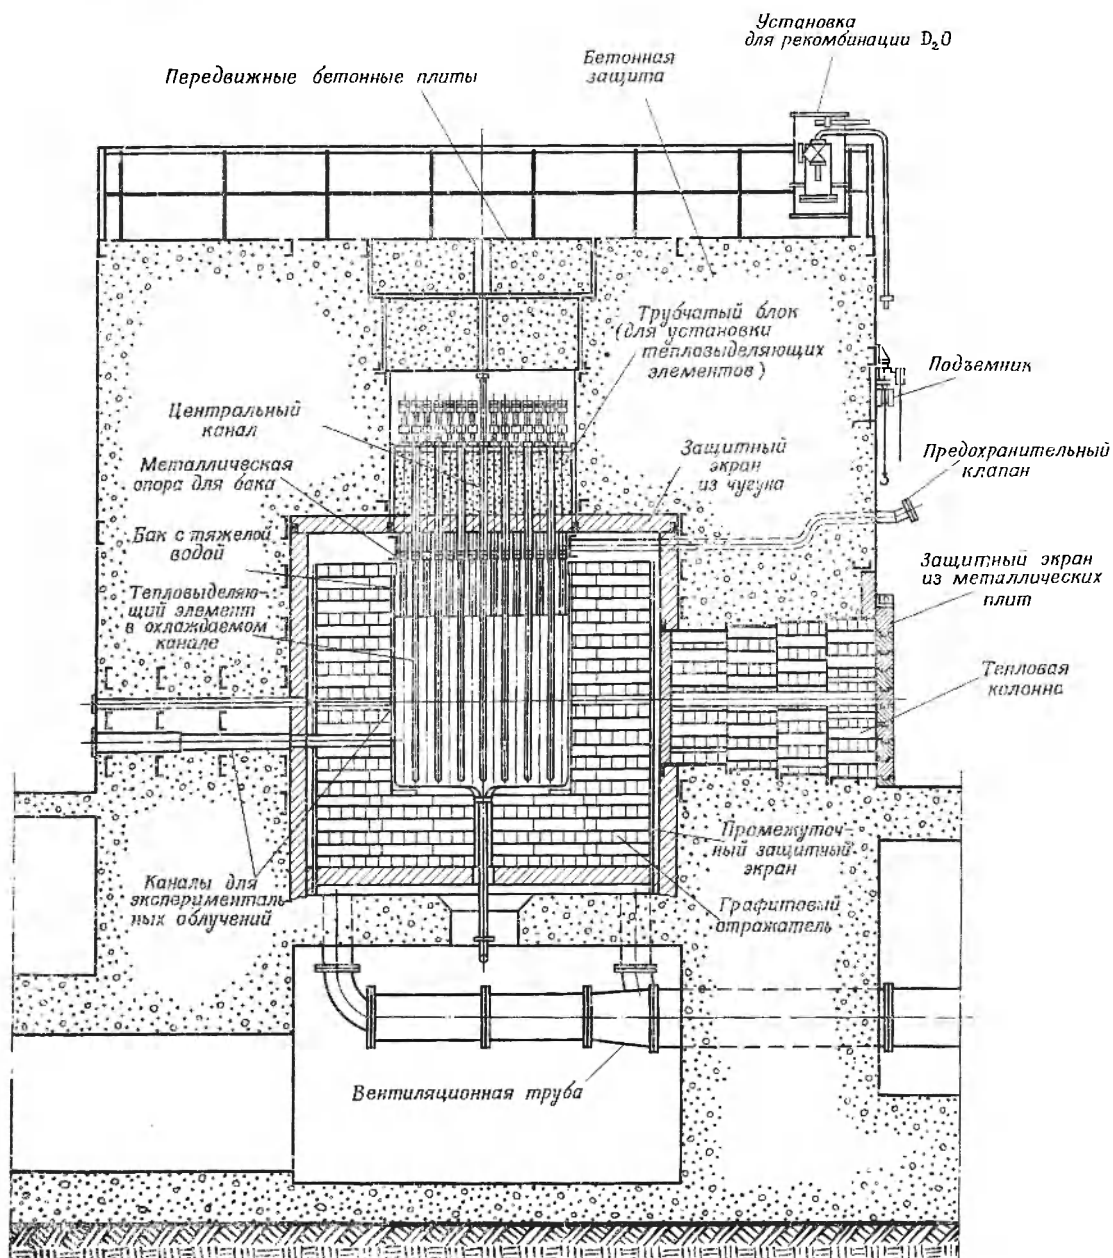 Установка
для рекомбинации D₂O
Бетонная
защита
Передвижные бетонные плиты
Трубчатый блок
(для установки
тепловыделяющих
элементов)
Подъемник
Центральный
канал
Защитный
экран
из чугуна
Предохранительный
клапан
Металлическая
опора для бака
Бак с тяжелой
водой
Защитный экран
из металлических
плит
Тепловыделяю-
щий элемент
в охлаждаемом
канале
Тепловая
колонна
Промежуточ-
ный защитный
экран
Каналы для
эксперименталь
ных облучений
Графитовый
отражатель
Вентиляционная труба